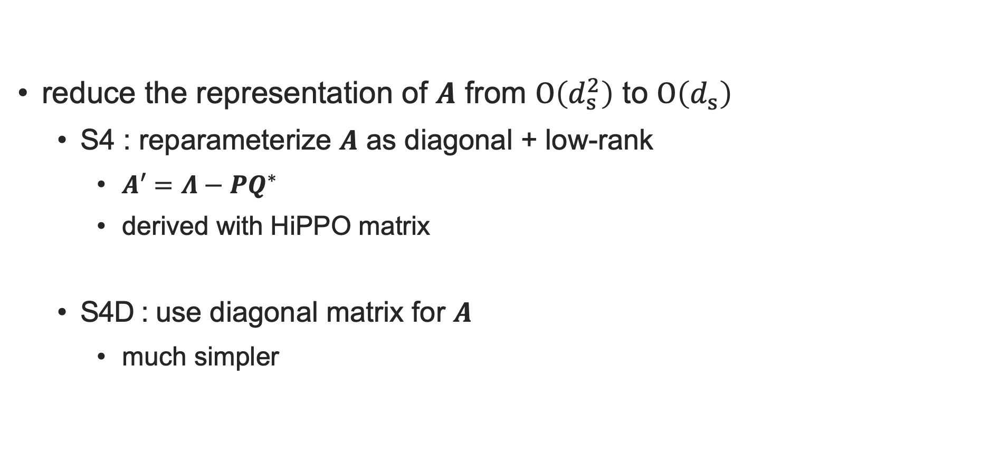 • reduce the representation of A from O(d_s^2) to O(d_s)
• S4 : reparameterize A as diagonal + low-rank
• A′ = Λ − PQ*
• derived with HiPPO matrix
• S4D : use diagonal matrix for A
• much simpler